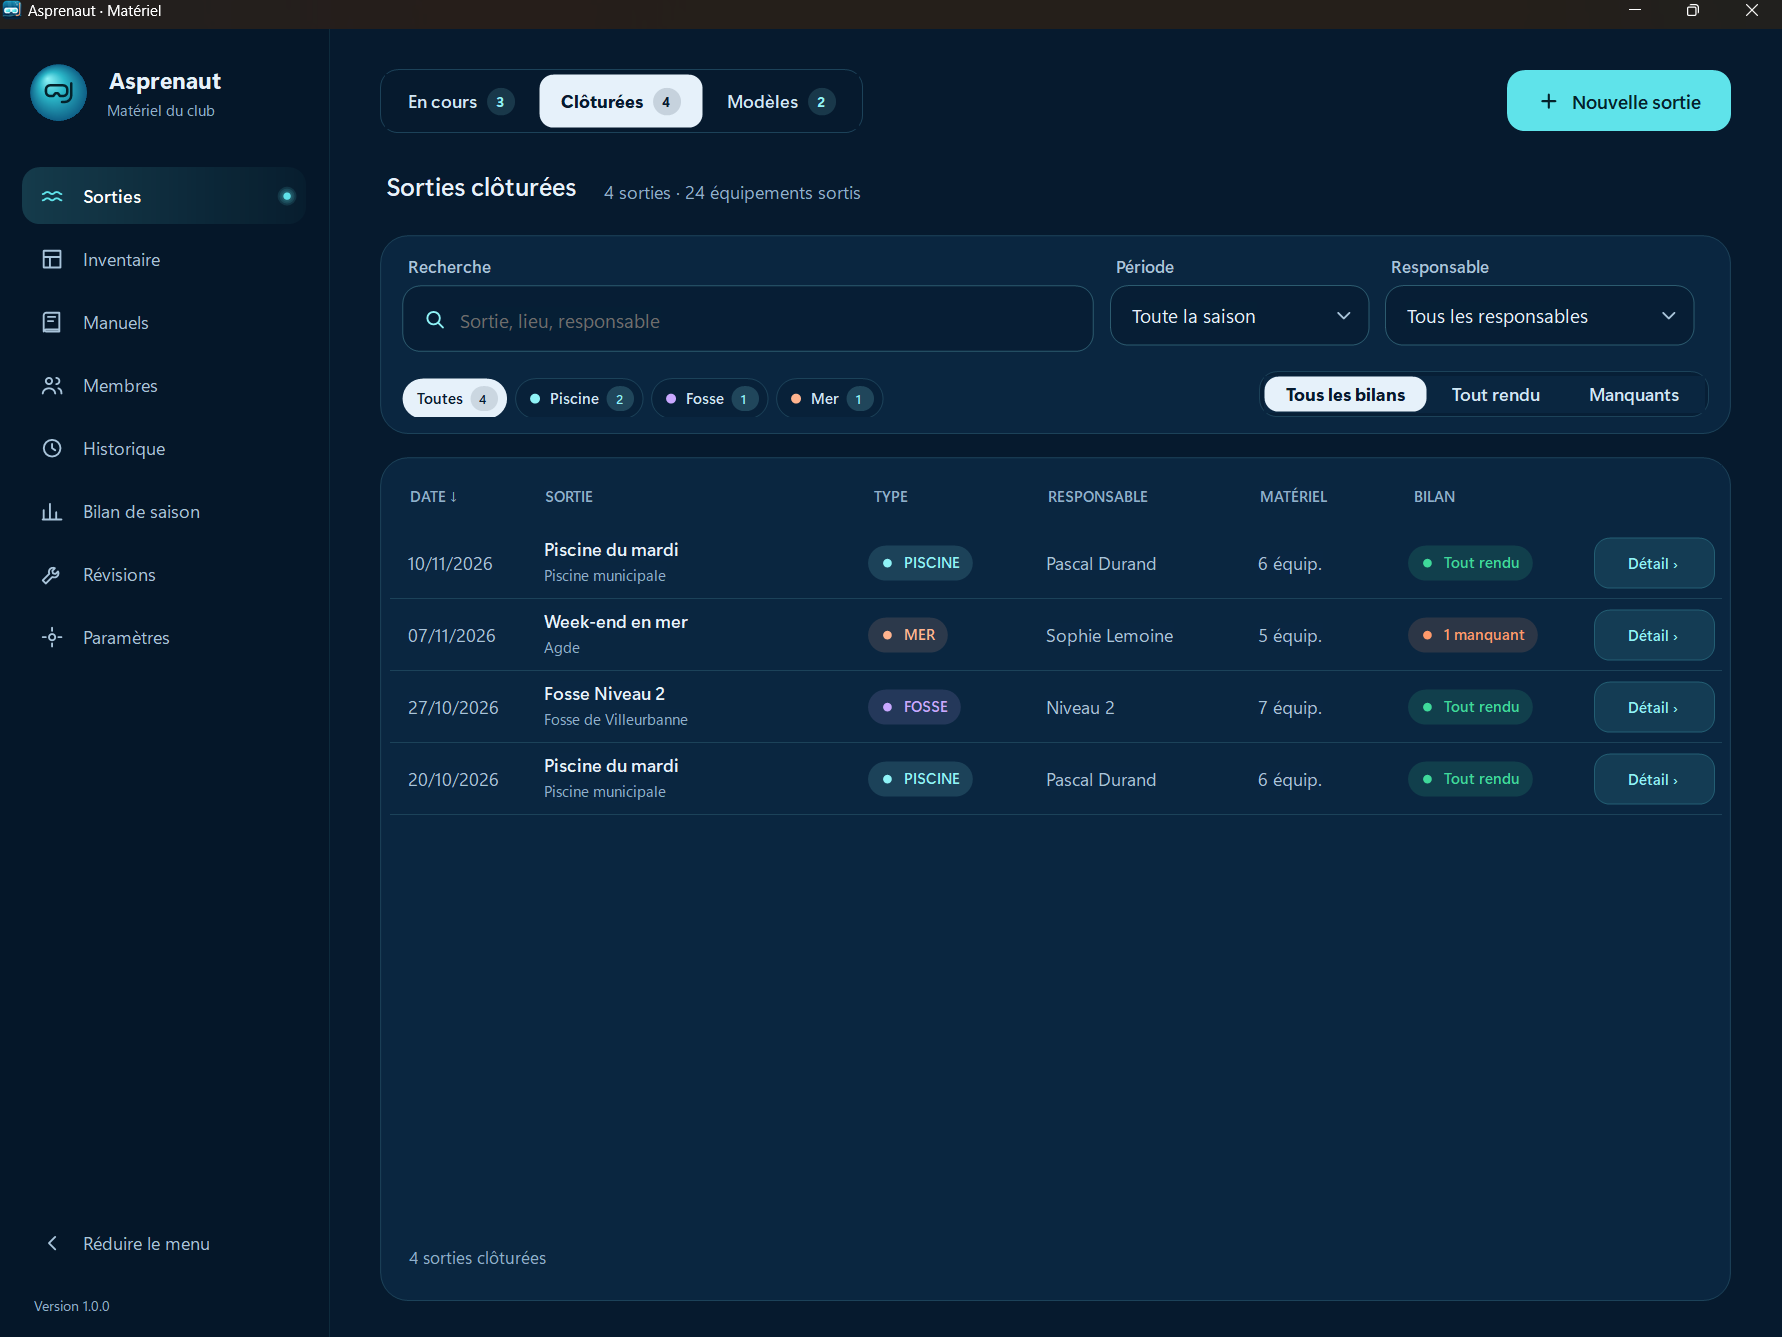 Asprenaut · Matériel
Asprenaut
Matériel du club
Sorties
Inventaire
Manuels
Membres
Historique
Bilan de saison
Révisions
Paramètres
Réduire le menu
Version 1.0.0
En cours 3
Clôturées 4
Modèles 2
+ Nouvelle sortie
Sorties clôturées
4 sorties · 24 équipements sortis
Recherche
Sortie, lieu, responsable
Période
Toute la saison
Responsable
Tous les responsables
Toutes 4
Piscine 2
Fosse 1
Mer 1
Tous les bilans
Tout rendu
Manquants
DATE ↓ SORTIE TYPE RESPONSABLE MATÉRIEL BILAN
10/11/2026 Piscine du mardi PISCINE Pascal Durand 6 équip. Tout rendu Détail ›
Piscine municipale
07/11/2026 Week-end en mer MER Sophie Lemoine 5 équip. 1 manquant Détail ›
Agde
27/10/2026 Fosse Niveau 2 FOSSE Niveau 2 7 équip. Tout rendu Détail ›
Fosse de Villeurbanne
20/10/2026 Piscine du mardi PISCINE Pascal Durand 6 équip. Tout rendu Détail ›
Piscine municipale
4 sorties clôturées